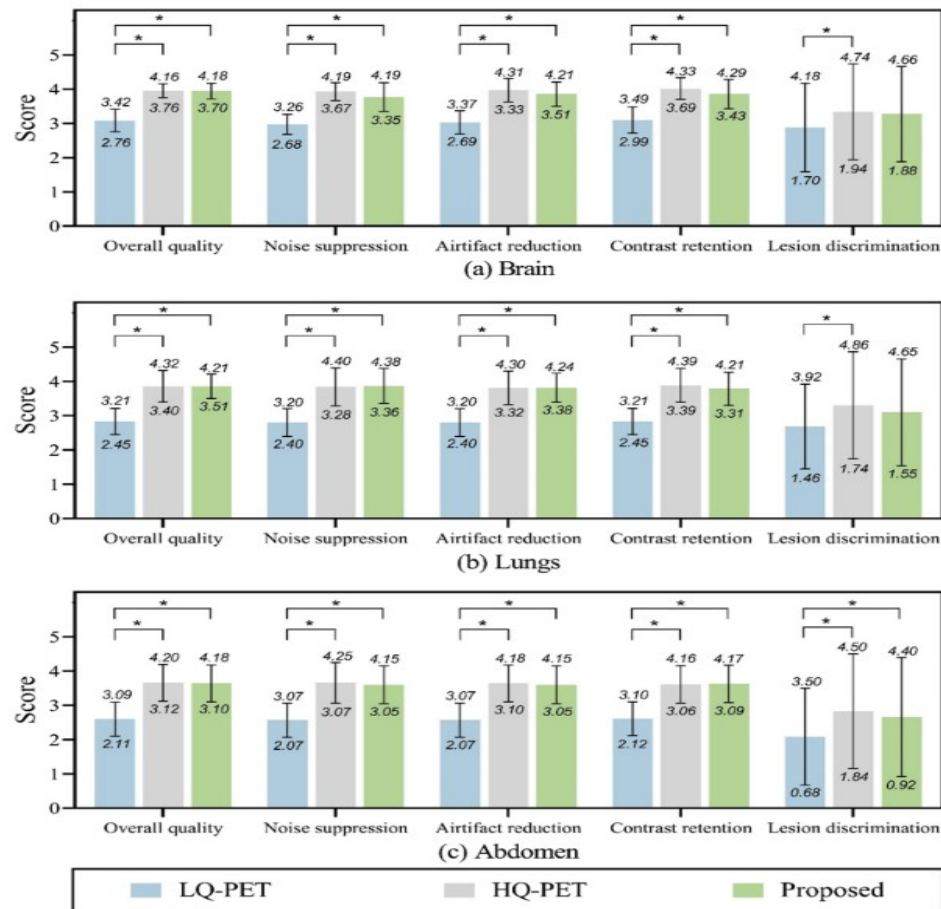 * * * * *
* * * *
6
5
4
3
2
1
0
Score
3.42 4.16 4.18 3.26 4.19 4.19 3.37 4.31 4.21 3.49 4.33 4.29 4.18 4.74 4.66
2.76 3.76 3.70 2.68 3.67 3.35 2.69 3.33 3.51 2.99 3.69 3.43 1.70 1.94 1.88
Overall quality Noise suppression Airtifact reduction Contrast retention Lesion discrimination
(a) Brain
* * * * *
* * * *
6
5
4
3
2
1
0
Score
3.21 4.32 4.21 3.20 4.40 4.38 3.20 4.30 4.24 3.21 4.39 4.21 3.92 4.86 4.65
2.45 3.40 3.51 2.40 3.28 3.36 2.40 3.32 3.38 2.45 3.39 3.31 1.46 1.74 1.55
Overall quality Noise suppression Airtifact reduction Contrast retention Lesion discrimination
(b) Lungs
* * * * *
* * * * *
6
5
4
3
2
1
0
Score
3.09 4.20 4.18 3.07 4.25 4.15 3.07 4.18 4.15 3.10 4.16 4.17 3.50 4.50 4.40
2.11 3.12 3.10 2.07 3.07 3.05 2.07 3.10 3.05 2.12 3.06 3.09 0.68 1.84 0.92
Overall quality Noise suppression Airtifact reduction Contrast retention Lesion discrimination
(c) Abdomen
LQ-PET HQ-PET Proposed